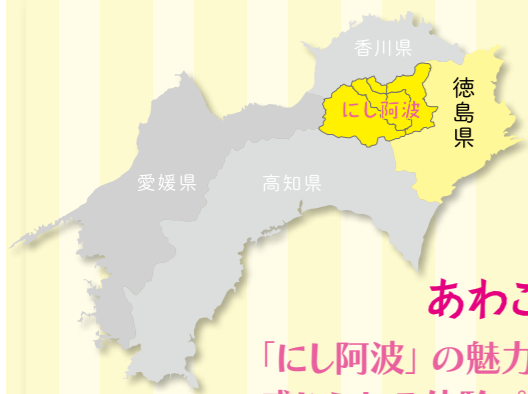 香川県
にし阿波
徳島県
愛媛県
高知県
あわこ
「にし阿波」の魅力